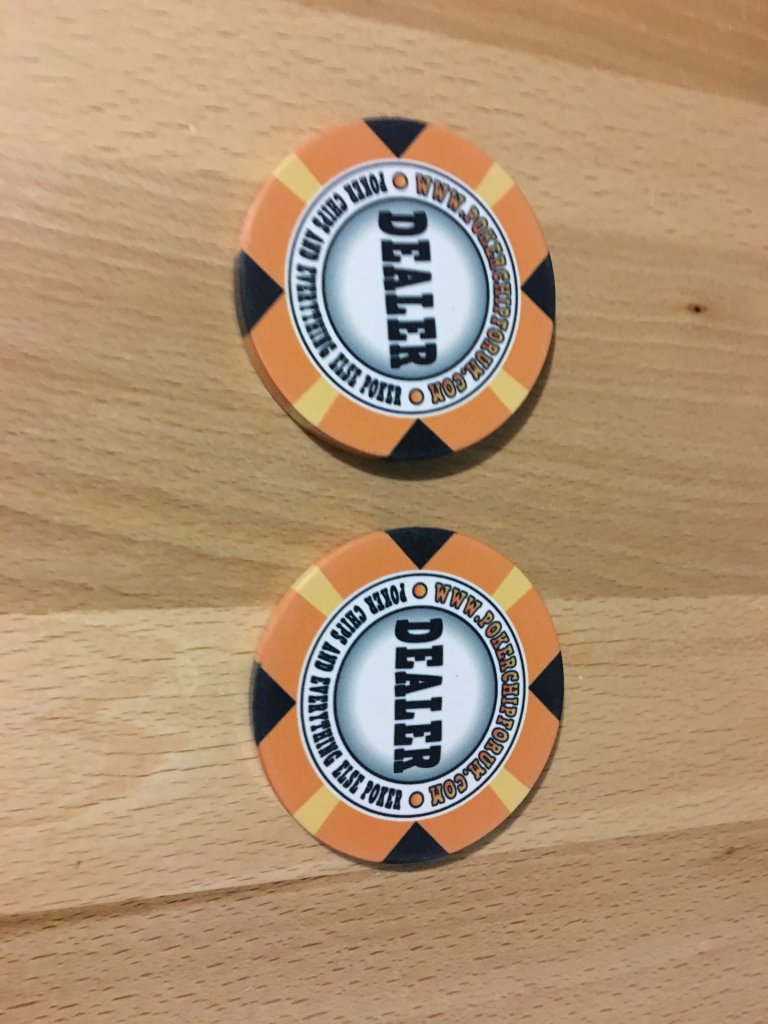 WWW.POKERCHIPFORUM.COM
DEALER
POKER CHIPS AND EVERYTHING ELSE POKER
WWW.POKERCHIPFORUM.COM
DEALER
POKER CHIPS AND EVERYTHING ELSE POKER